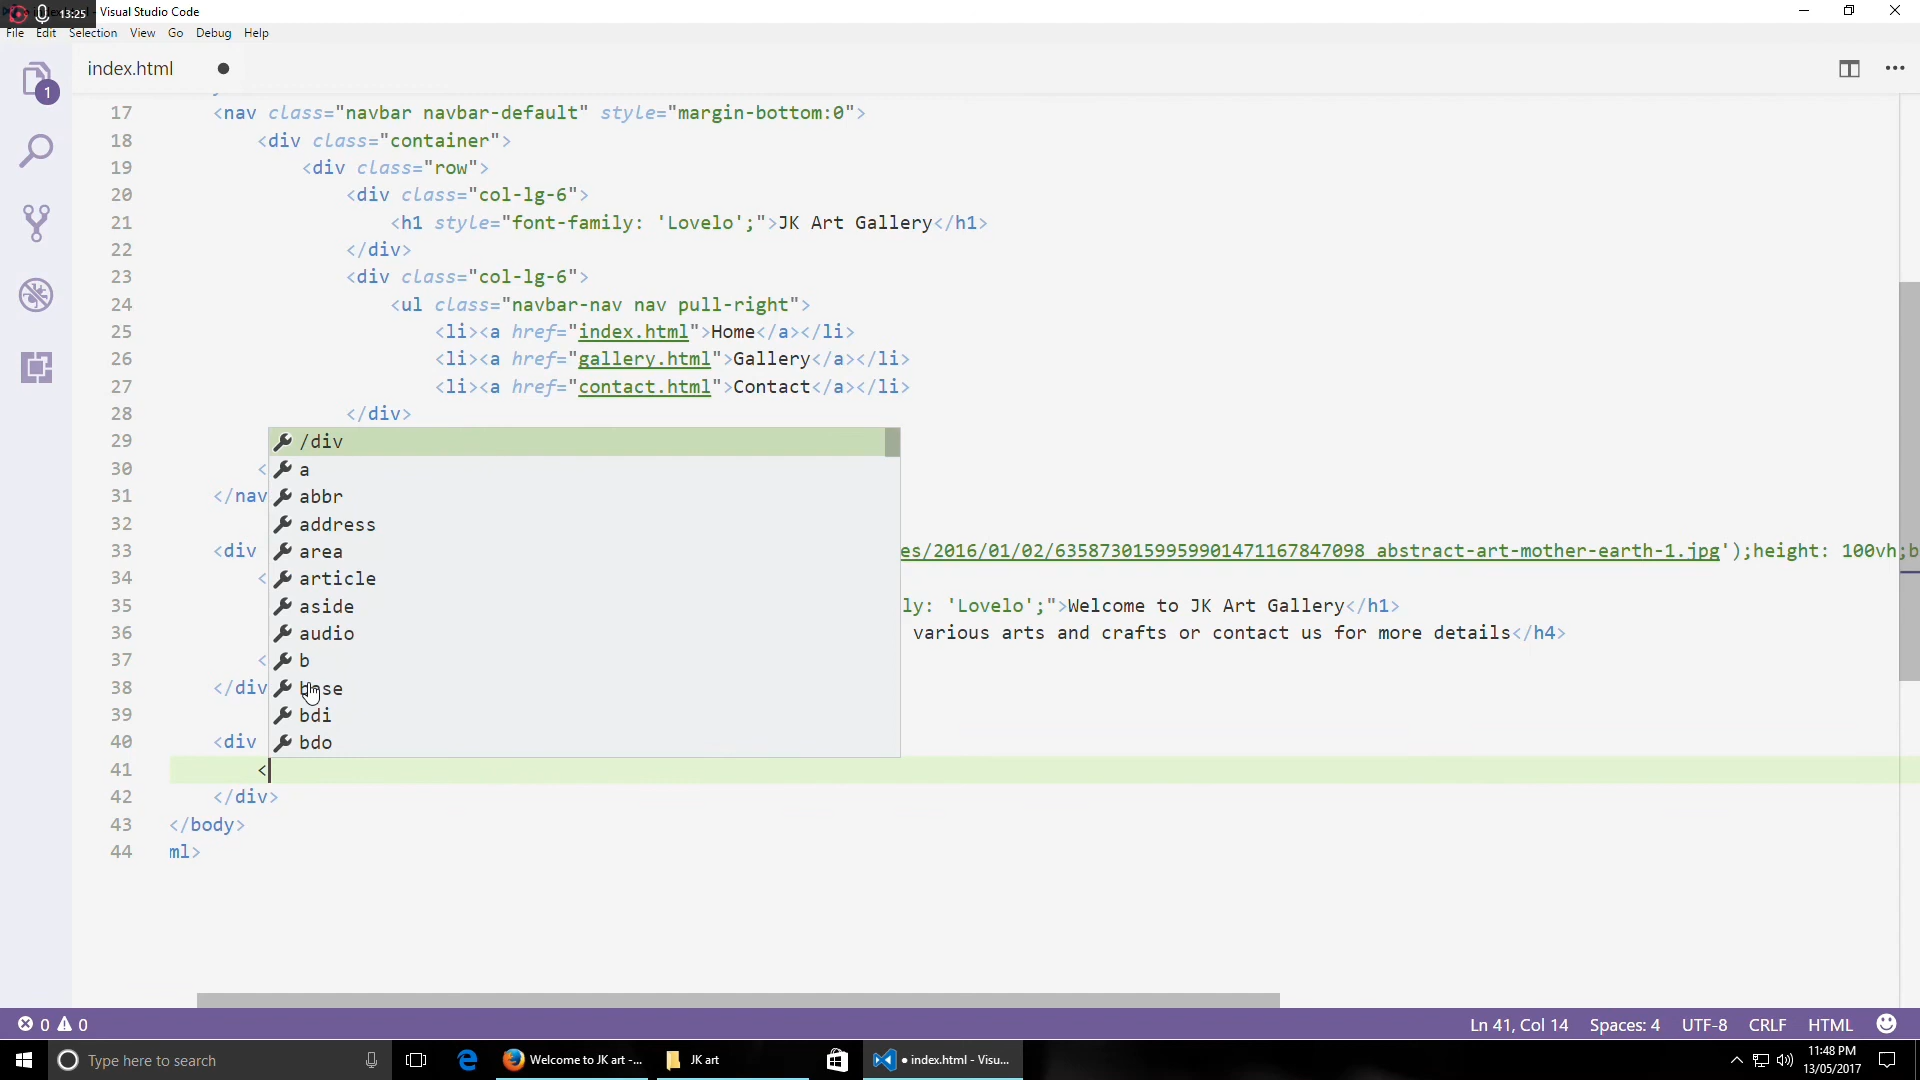 13:25 Visual Studio Code
File Edit Selection View Go Debug Help
index.html
1
17 <nav class="navbar navbar-default" style="margin-bottom:0">
18 <div class="container">
19 <div class="row">
20 <div class="col-lg-6">
21 <h1 style="font-family: 'Lovelo';">JK Art Gallery</h1>
22 </div>
23 <div class="col-lg-6">
24 <ul class="navbar-nav nav pull-right">
25 <li><a href="index.html">Home</a></li>
26 <li><a href="gallery.html">Gallery</a></li>
27 <li><a href="contact.html">Contact</a></li>
28 </div>
29 /div
30 < a
31 </nav abbr
32 address
33 <div area es/2016/01/02/635873015995959901471167847098_abstract-art-mother-earth-1.jpg');height: 100vh;b
34 < article
35 aside ly: 'Lovelo';">Welcome to JK Art Gallery</h1>
36 audio various arts and crafts or contact us for more details</h4>
37 < b
38 </div base
39 bdi
40 <div bdo
41 <
42 </div>
43 </body>
44 ml>
0 0 Ln 41, Col 14 Spaces: 4 UTF-8 CRLF HTML
Type here to search Welcome to JK art -... JK art • index.html - Visu... 11:48 PM
13/05/2017